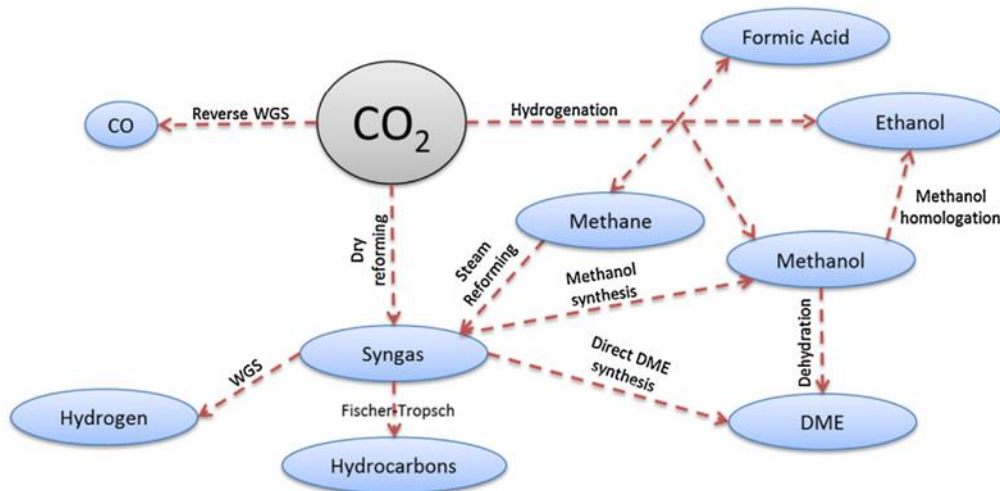 Formic Acid
CO
Reverse WGS
CO₂
Hydrogenation
Ethanol
Methanol
homologation
Dry
reforming
Methane
Steam
Reforming
Methanol
synthesis
Methanol
Syngas
WGS
Direct DME
synthesis
Dehydration
Hydrogen
Fischer-Tropsch
DME
Hydrocarbons